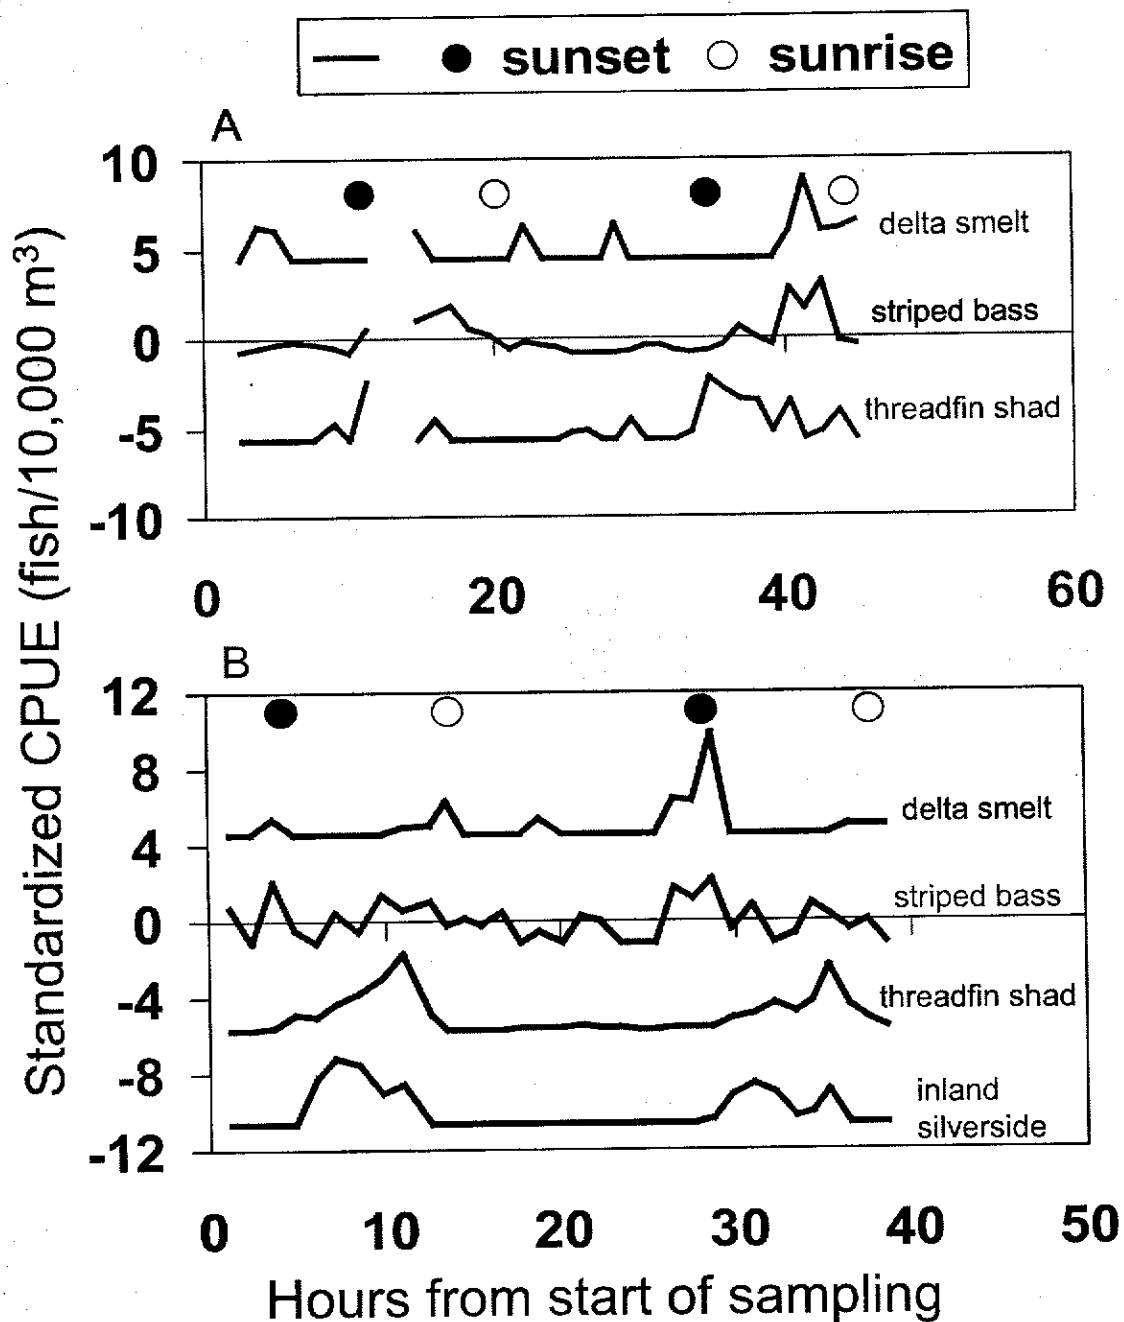 sunset sunrise
A
10
5
0
-5
-10
delta smelt
striped bass
threadfin shad
0 20 40 60
Standardized CPUE (fish/10,000 m³)
B
12
8
4
0
-4
-8
-12
delta smelt
striped bass
threadfin shad
inland
silverside
0 10 20 30 40 50
Hours from start of sampling